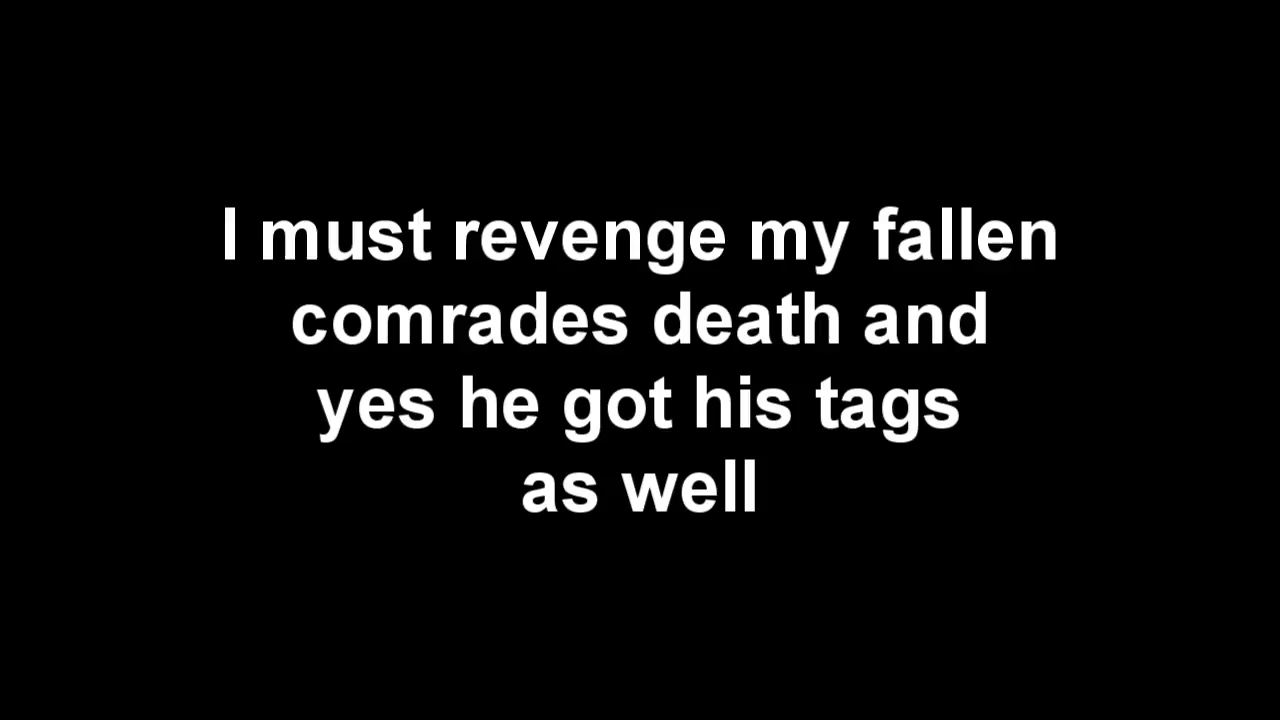 I must revenge my fallen
comrades death and
yes he got his tags
as well